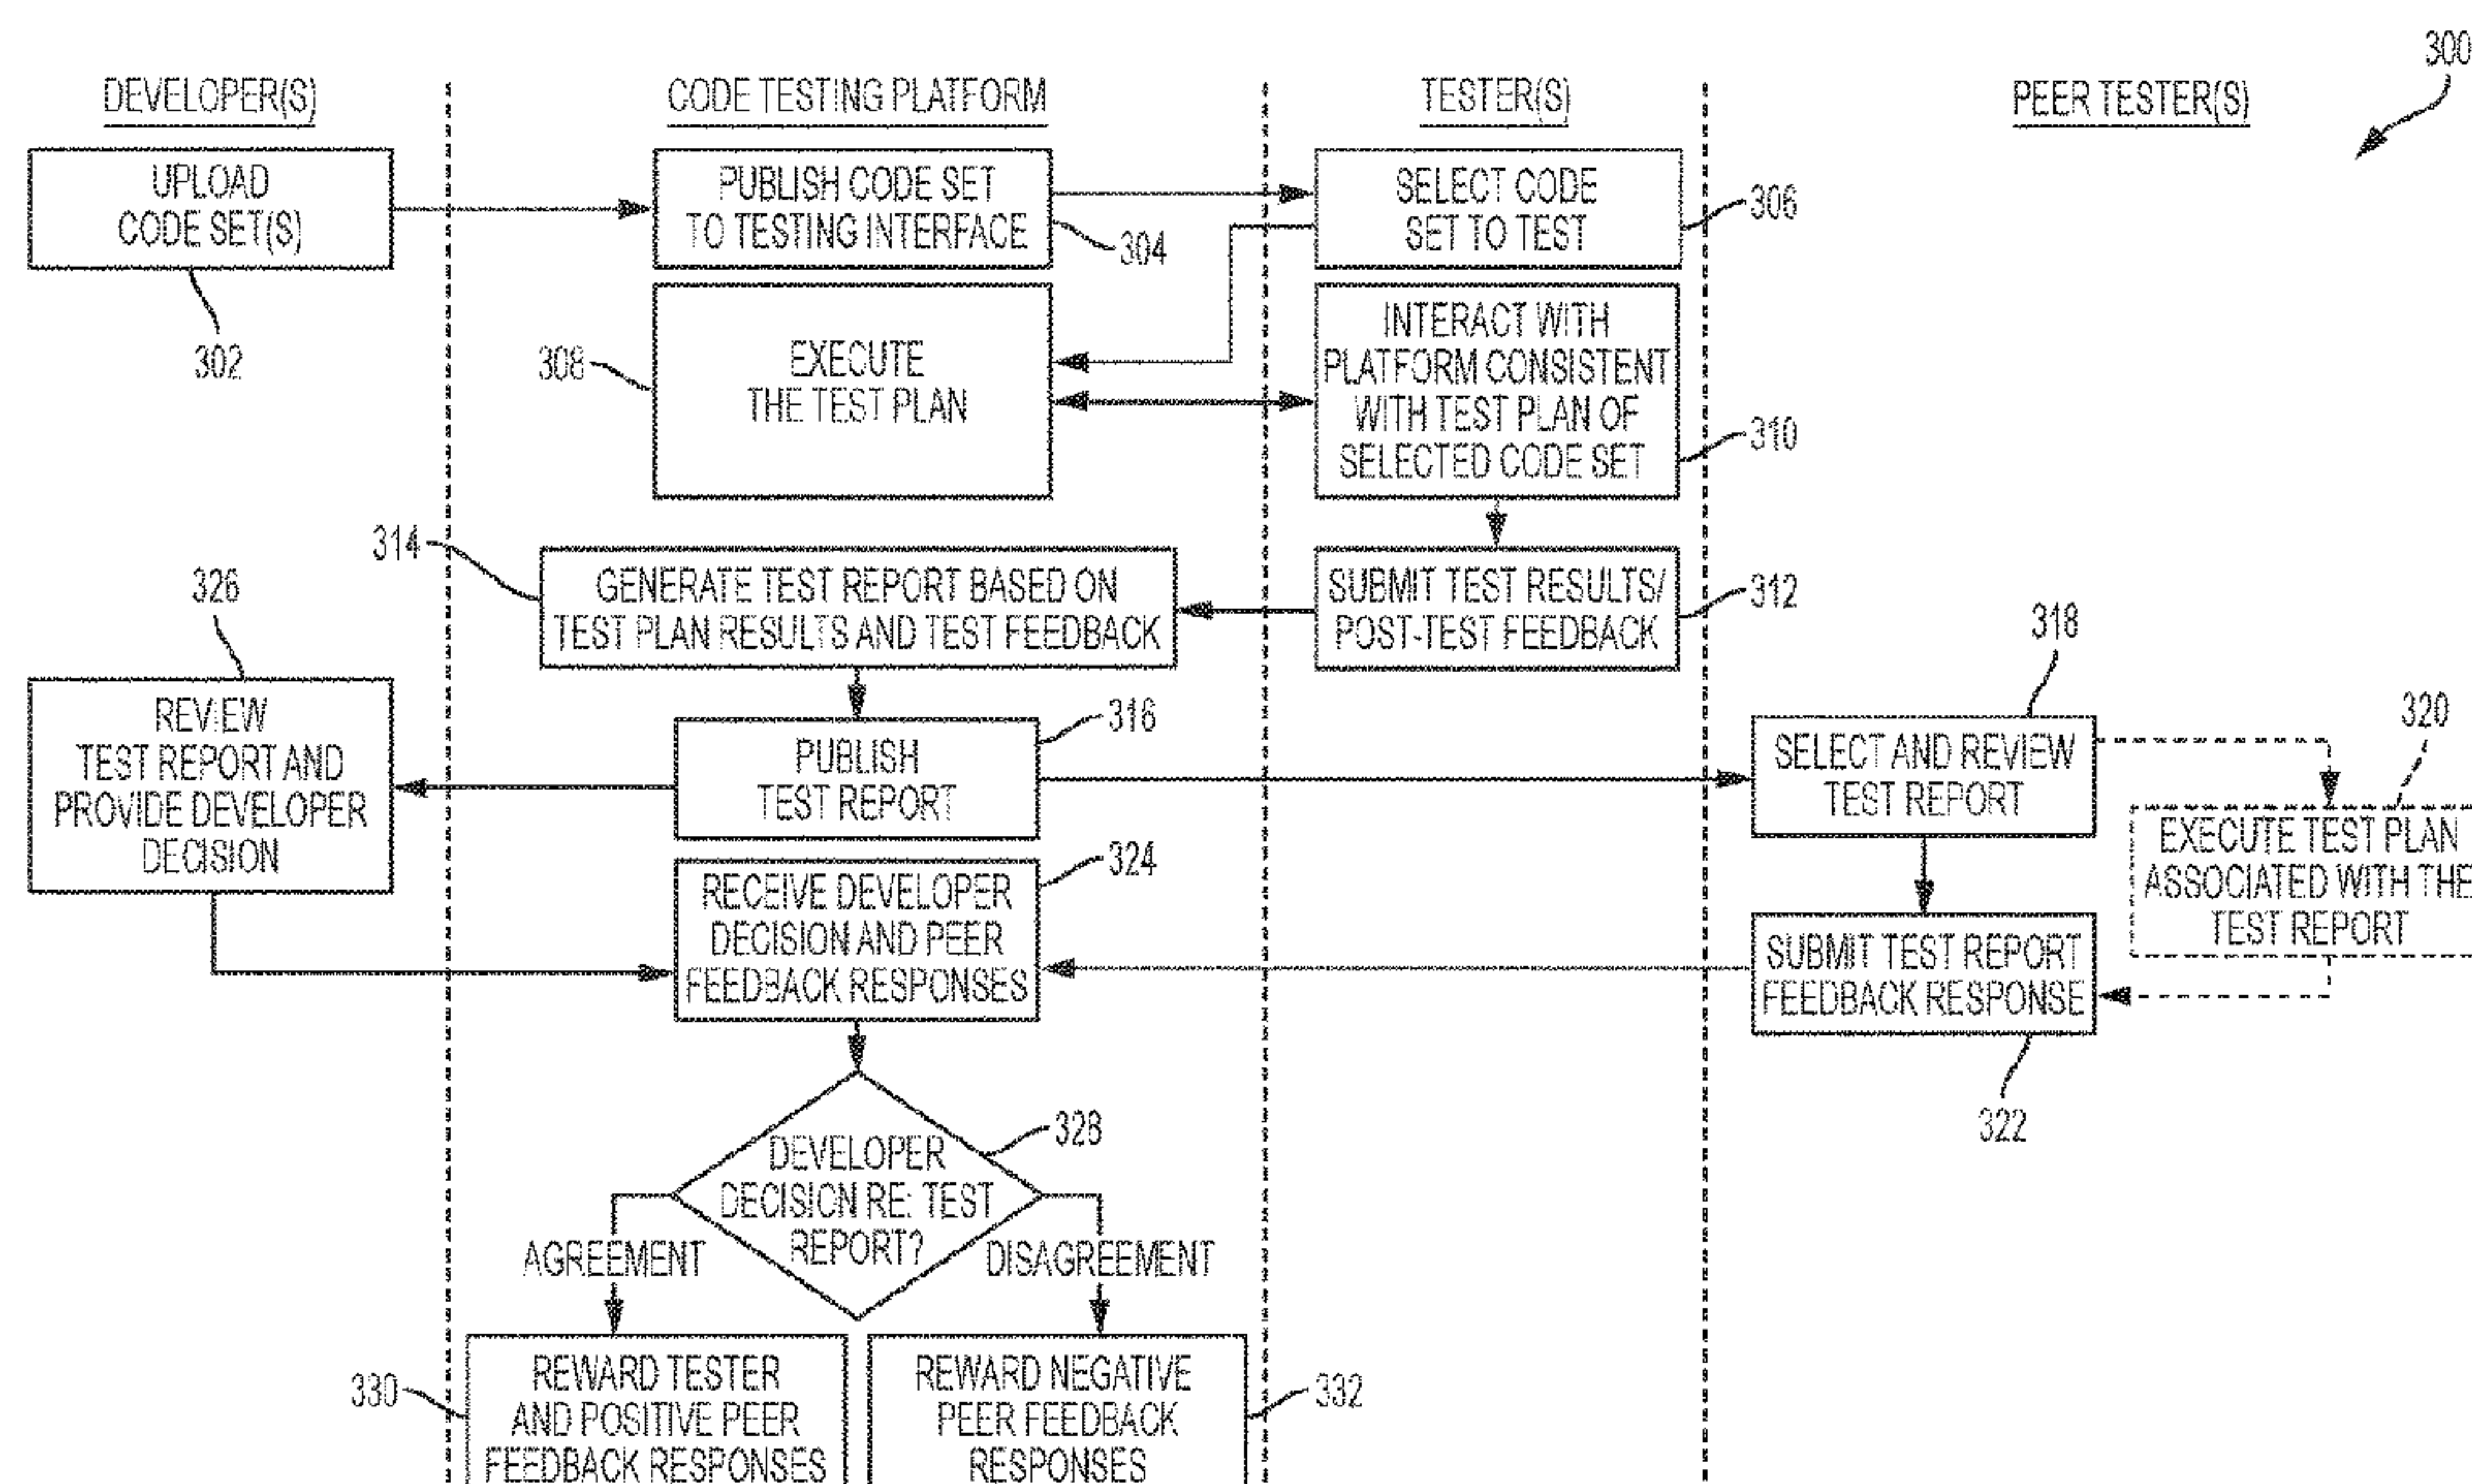 300
DEVELOPER(S)
CODE TESTING PLATFORM
TESTER(S)
PEER TESTER(S)
UPLOAD
CODE SET(S)
302
PUBLISH CODE SET
TO TESTING INTERFACE
304
SELECT CODE
SET TO TEST
306
308
EXECUTE
THE TEST PLAN
INTERACT WITH
PLATFORM CONSISTENT
WITH TEST PLAN OF
SELECTED CODE SET
310
314
GENERATE TEST REPORT BASED ON
TEST PLAN RESULTS AND TEST FEEDBACK
SUBMIT TEST RESULTS/
POST-TEST FEEDBACK
312
326
REVIEW
TEST REPORT AND
PROVIDE DEVELOPER
DECISION
PUBLISH
TEST REPORT
316
318
SELECT AND REVIEW
TEST REPORT
320
EXECUTE TEST PLAN
ASSOCIATED WITH THE
TEST REPORT
324
RECEIVE DEVELOPER
DECISION AND PEER
FEEDBACK RESPONSES
SUBMIT TEST REPORT
FEEDBACK RESPONSE
322
328
DEVELOPER
DECISION RE: TEST
REPORT?
AGREEMENT
DISAGREEMENT
330
REWARD TESTER
AND POSITIVE PEER
FEEDBACK RESPONSES
REWARD NEGATIVE
PEER FEEDBACK
RESPONSES
332